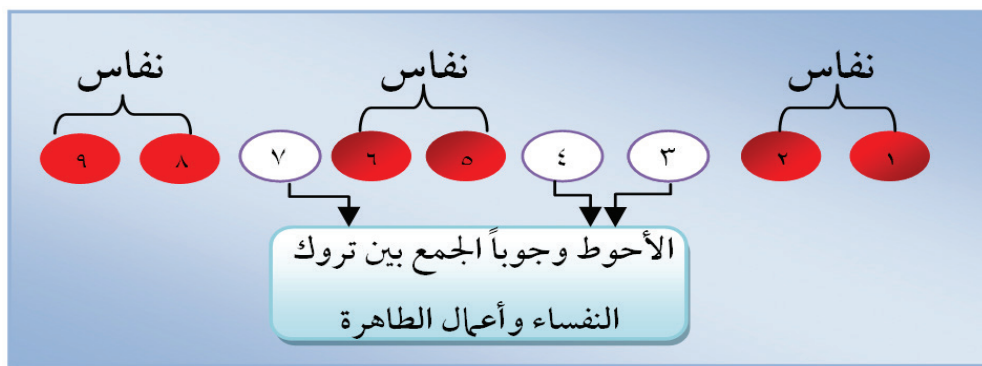 نفاس نفاس نفاس
١ ٢ ٣ ٤ ٥ ٦ ٧ ٨ ٩
الأحوط وجوباً الجمع بين تروك
النفساء وأعمال الطاهرة